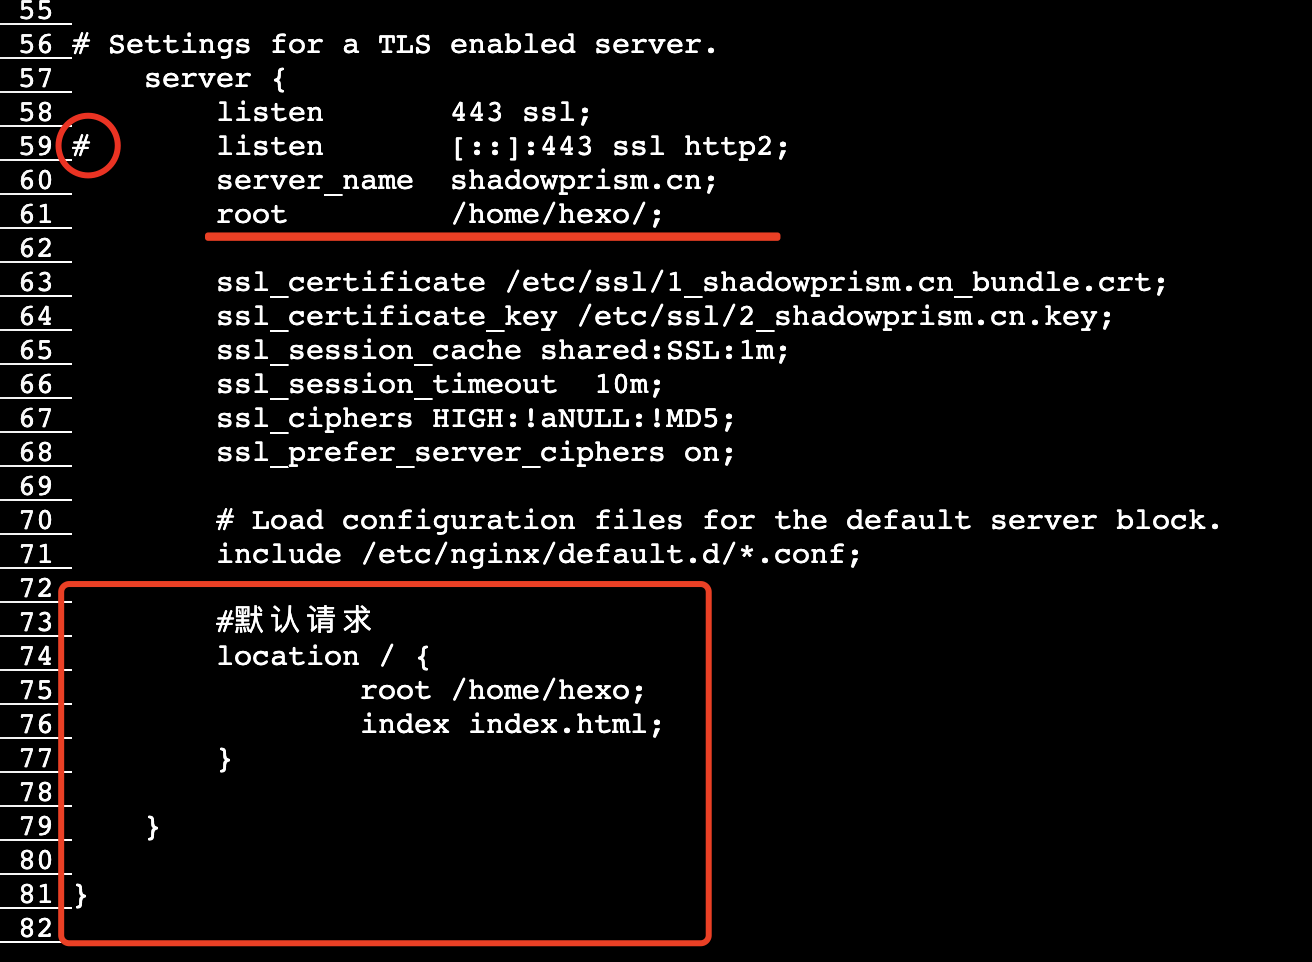 55
56 # Settings for a TLS enabled server.
57     server {
58         listen       443 ssl;
59 #       listen       [::]:443 ssl http2;
60         server_name  shadowprism.cn;
61         root         /home/hexo/;
62
63         ssl_certificate /etc/ssl/1_shadowprism.cn_bundle.crt;
64         ssl_certificate_key /etc/ssl/2_shadowprism.cn.key;
65         ssl_session_cache shared:SSL:1m;
66         ssl_session_timeout  10m;
67         ssl_ciphers HIGH:!aNULL:!MD5;
68         ssl_prefer_server_ciphers on;
69
70         # Load configuration files for the default server block.
71         include /etc/nginx/default.d/*.conf;
72
73         #默认请求
74         location / {
75                 root /home/hexo;
76                 index index.html;
77         }
78
79     }
80
81 }
82